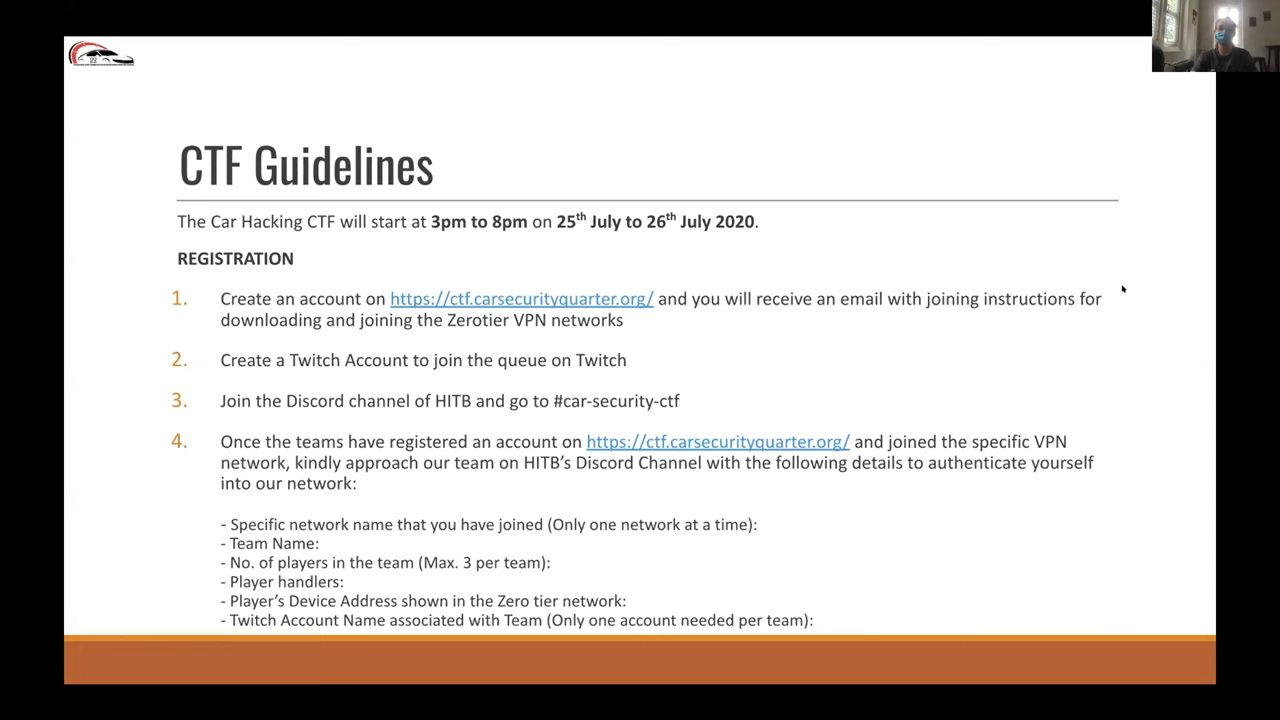 CTF Guidelines
The Car Hacking CTF will start at 3pm to 8pm on 25th July to 26th July 2020.
REGISTRATION
1. Create an account on https://ctf.carsecurityquarter.org/ and you will receive an email with joining instructions for
downloading and joining the Zerotier VPN networks
2. Create a Twitch Account to join the queue on Twitch
3. Join the Discord channel of HITB and go to #car-security-ctf
4. Once the teams have registered an account on https://ctf.carsecurityquarter.org/ and joined the specific VPN
network, kindly approach our team on HITB's Discord Channel with the following details to authenticate yourself
into our network:
- Specific network name that you have joined (Only one network at a time):
- Team Name:
- No. of players in the team (Max. 3 per team):
- Player handlers:
- Player's Device Address shown in the Zero tier network:
- Twitch Account Name associated with Team (Only one account needed per team):